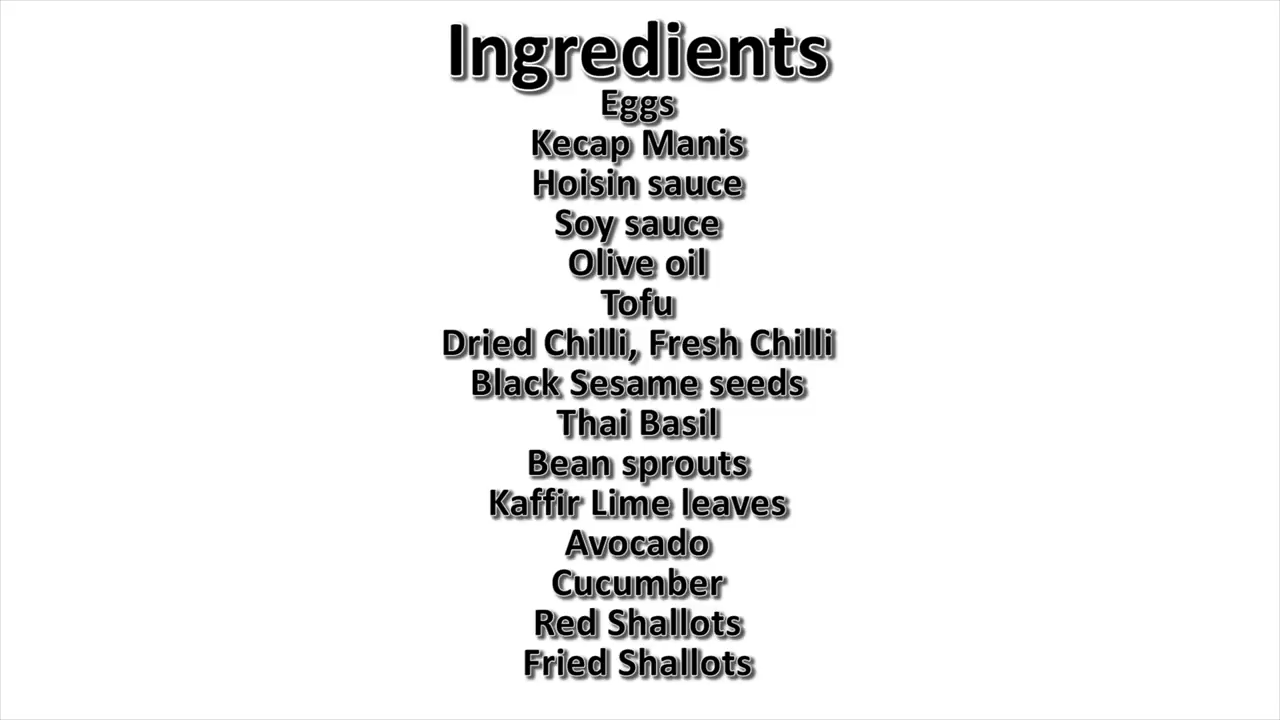 Ingredients
Eggs
Kecap Manis
Hoisin sauce
Soy sauce
Olive oil
Tofu
Dried Chilli, Fresh Chilli
Black Sesame seeds
Thai Basil
Bean sprouts
Kaffir Lime leaves
Avocado
Cucumber
Red Shallots
Fried Shallots